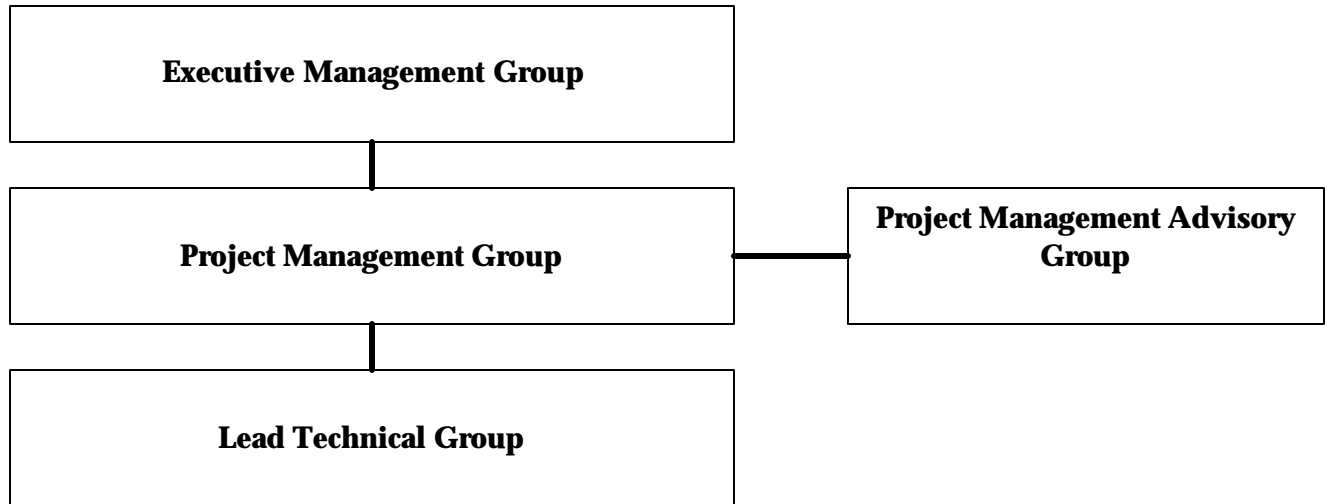 Executive Management Group
Project Management Group
Project Management Advisory
Group
Lead Technical Group